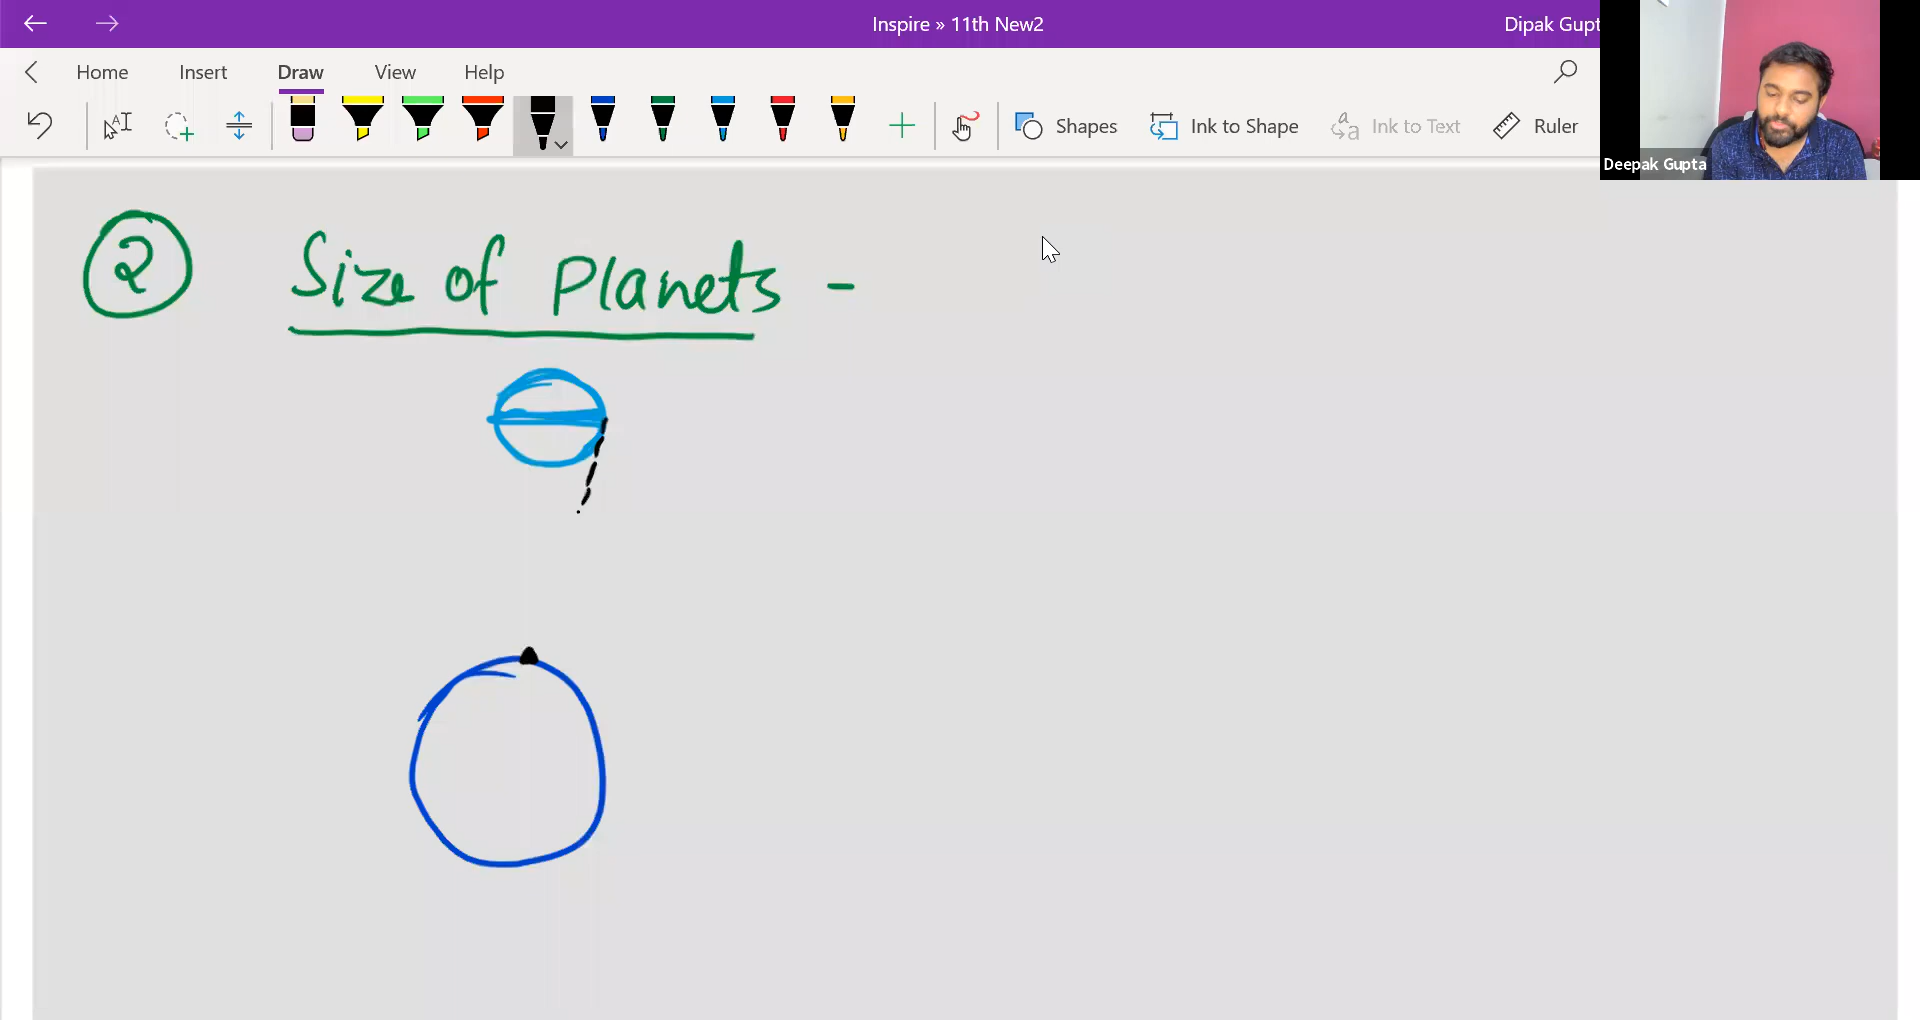 Inspire » 11th New2
Dipak Gupt
Home Insert Draw View Help
Shapes Ink to Shape Ink to Text Ruler
Deepak Gupta
② Size of Planets -